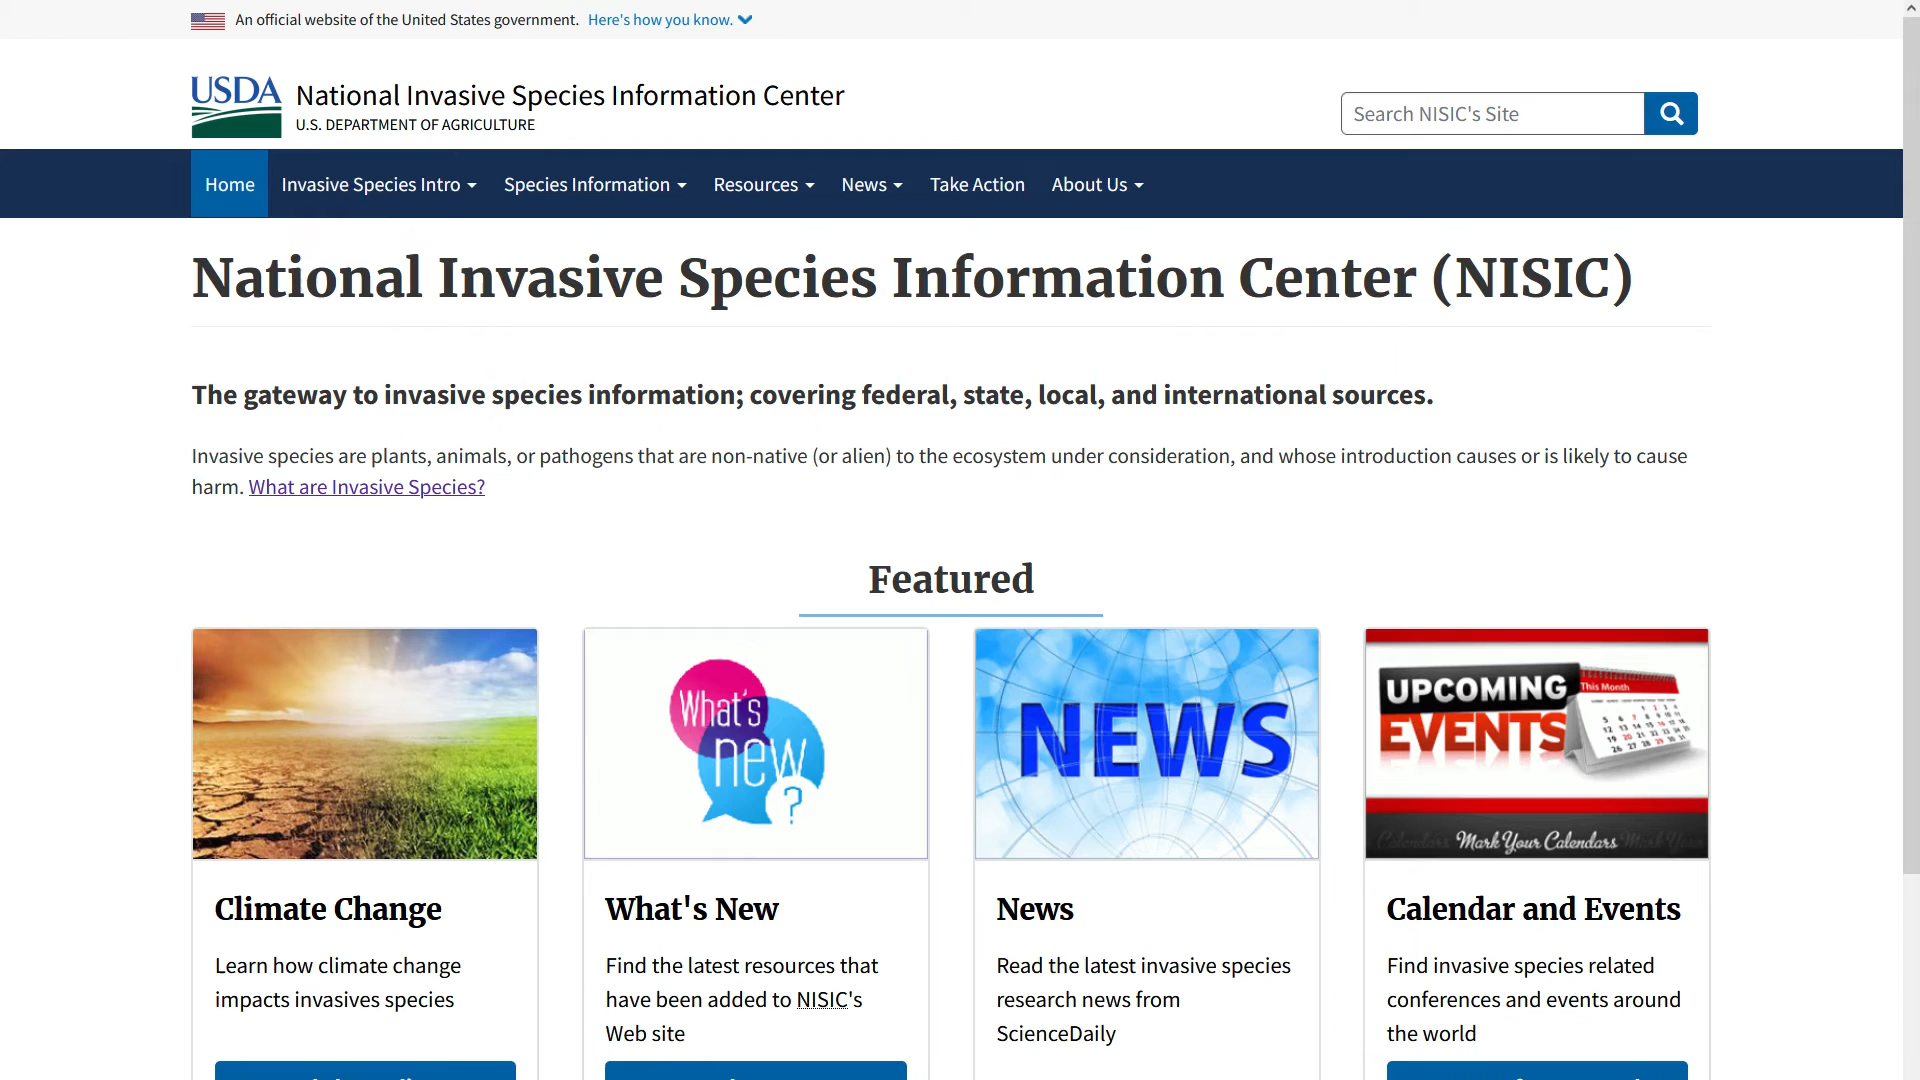 An official website of the United States government. Here's how you know.
USDA
National Invasive Species Information Center
U.S. DEPARTMENT OF AGRICULTURE
Search NISIC's Site
Home Invasive Species Intro Species Information Resources News Take Action About Us
National Invasive Species Information Center (NISIC)
The gateway to invasive species information; covering federal, state, local, and international sources.
Invasive species are plants, animals, or pathogens that are non-native (or alien) to the ecosystem under consideration, and whose introduction causes or is likely to cause
harm. What are Invasive Species?
Featured
What's
new
?
NEWS
UPCOMING
EVENTS
This Month
Mark Your Calendars
Climate Change
Learn how climate change
impacts invasives species
What's New
Find the latest resources that
have been added to NISIC's
Web site
News
Read the latest invasive species
research news from
ScienceDaily
Calendar and Events
Find invasive species related
conferences and events around
the world